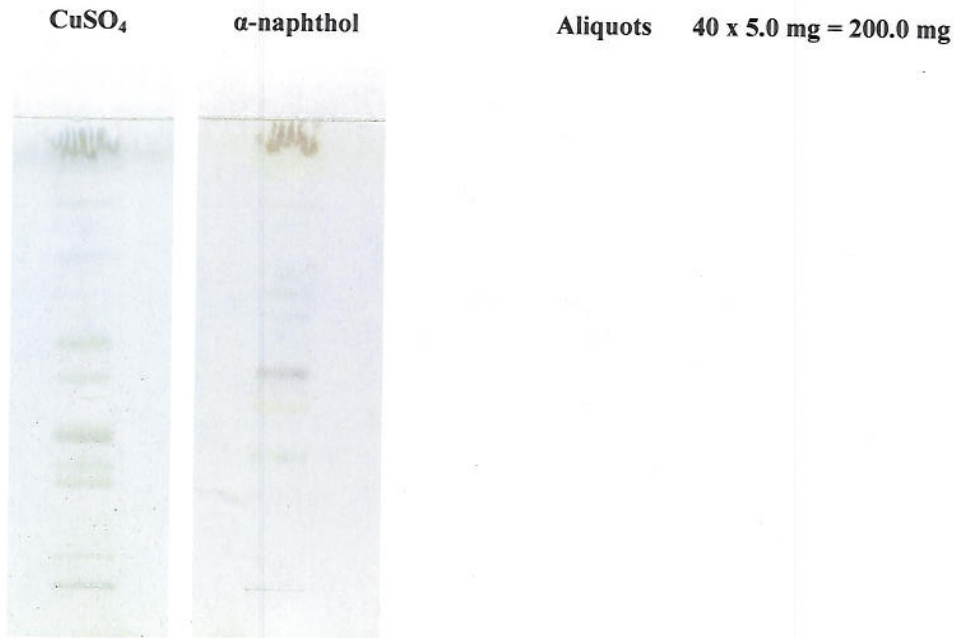 CuSO₄ α-naphthol Aliquots 40 x 5.0 mg = 200.0 mg